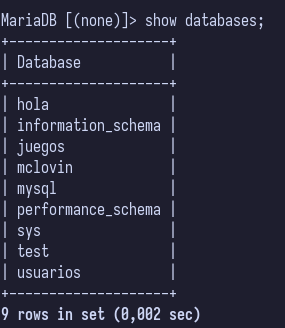 MariaDB [(none)]> show databases;
+--------------------+
| Database           |
+--------------------+
| hola               |
| information_schema |
| juegos             |
| mclovin            |
| mysql              |
| performance_schema |
| sys                |
| test               |
| usuarios           |
+--------------------+
9 rows in set (0,002 sec)